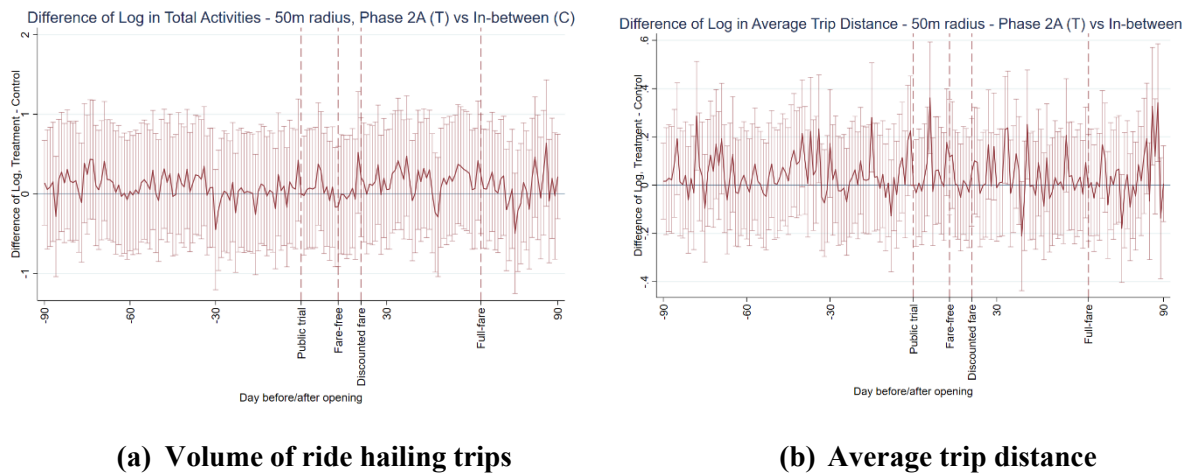 Difference of Log in Total Activities - 50m radius, Phase 2A (T) vs In-between (C)
Difference of Log, Treatment - Control
2
1
0
-1
-90
-60
-30
Public trial
Fare-free
Discounted fare
30
Full-fare
90
Day before/after opening
(a) Volume of ride hailing trips
Difference of Log in Average Trip Distance - 50m radius - Phase 2A (T) vs In-between
Difference of Log, Treatment - Control
.6
.4
.2
0
-.2
-.4
-90
-60
-30
Public trial
Fare-free
Discounted fare
30
Full-fare
90
Day before/after opening
(b) Average trip distance